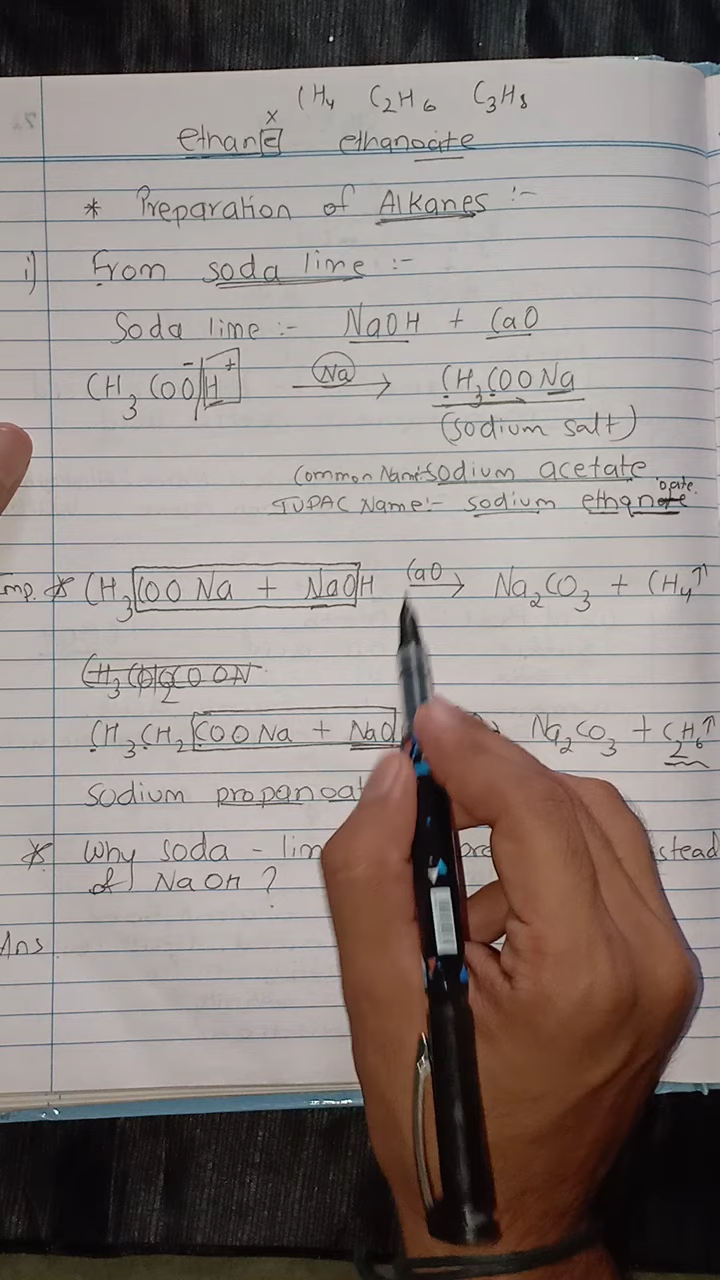 CH4 C2H6 C3H8
x
ethane ethanoate
* Preparation of Alkanes :-
i) From soda lime :-
Soda lime :- NaOH + CaO
CH3COO- H+ Na → CH3COONa
(sodium salt)
Common Name:- sodium acetate
IUPAC Name:- sodium ethanoate
Imp. * CH3COONa + NaOH CaO → Na2CO3 + CH4↑
CH3CH2COONa + NaO Na2CO3 + C2H6↑
sodium propanoat
* Why soda - lim stead
of NaOH ?
Ans